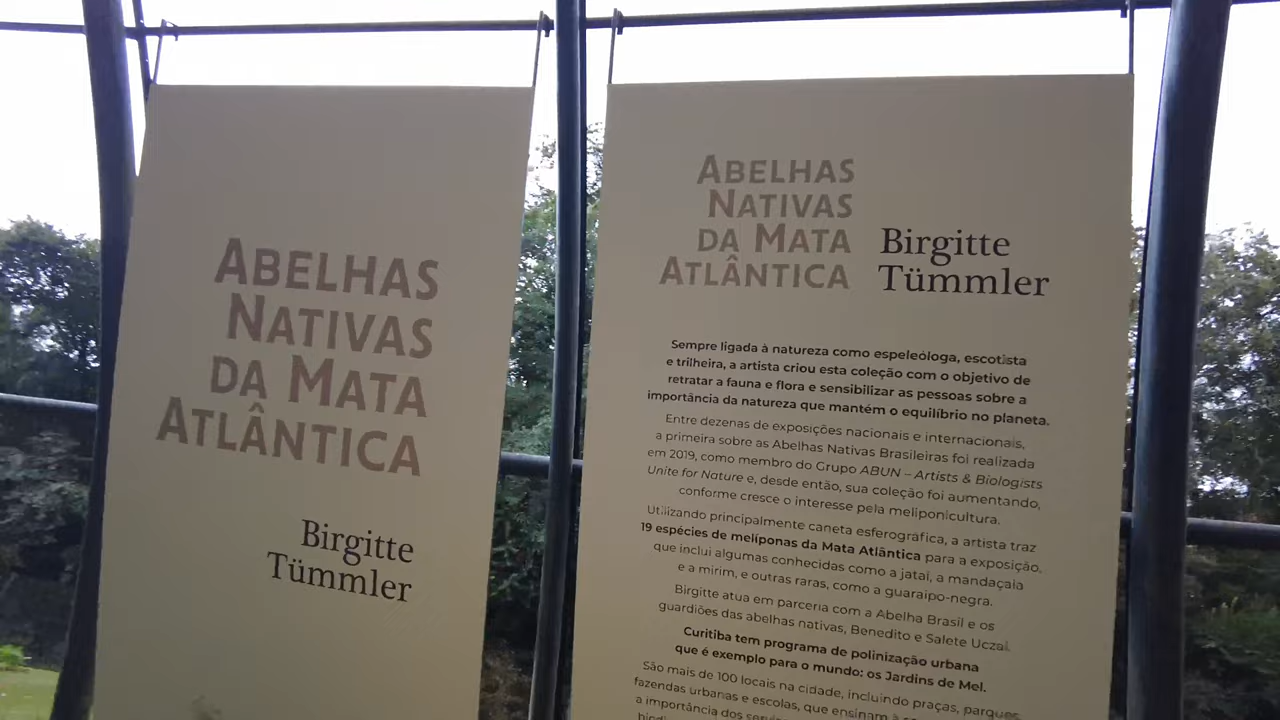 ABELHAS
NATIVAS
DA MATA
ATLÂNTICA
Birgitte
Tümmler
ABELHAS
NATIVAS
DA MATA
ATLÂNTICA
Birgitte
Tümmler
Sempre ligada à natureza como espeleóloga, escotista
e trilheira, a artista criou esta coleção com o objetivo de
retratar a fauna e flora e sensibilizar as pessoas sobre a
importância da natureza que mantém o equilíbrio no planeta.
Entre dezenas de exposições nacionais e internacionais,
a primeira sobre as Abelhas Nativas Brasileiras foi realizada
em 2019, como membro do Grupo ABUN – Artists & Biologists
Unite for Nature e, desde então, sua coleção foi aumentando,
conforme cresce o interesse pela meliponicultura.
Utilizando principalmente caneta esferográfica, a artista traz
19 espécies de melíponas da Mata Atlântica para a exposição,
que inclui algumas conhecidas como a jataí, a mandaçaia
e a mirim, e outras raras, como a guaraipo-negra.
Birgitte atua em parceria com a Abelha Brasil e os
guardiões das abelhas nativas, Benedito e Salete Uczai.
Curitiba tem programa de polinização urbana
que é exemplo para o mundo: os Jardins de Mel.
São mais de 100 locais na cidade, incluindo praças, parques,
fazendas urbanas e escolas, que ensinam
a importância dos